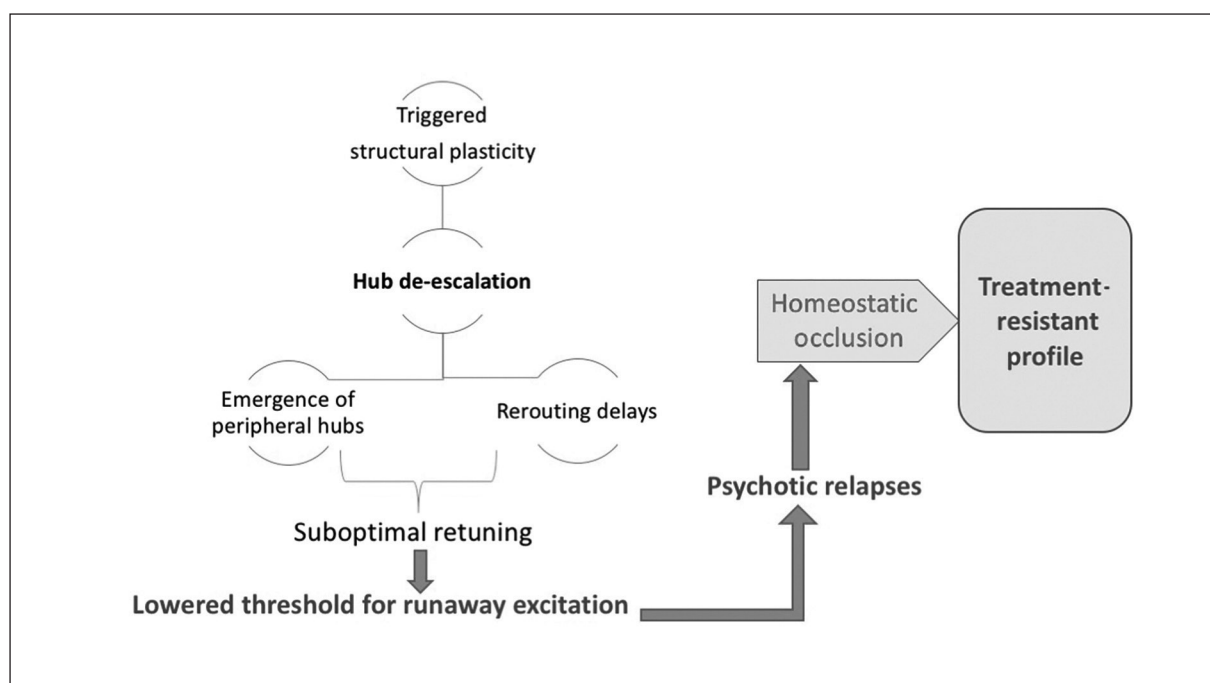 Triggered
structural plasticity
Hub de-escalation
Emergence of
peripheral hubs
Rerouting delays
Suboptimal retuning
Lowered threshold for runaway excitation
Psychotic relapses
Homeostatic
occlusion
Treatment-
resistant
profile